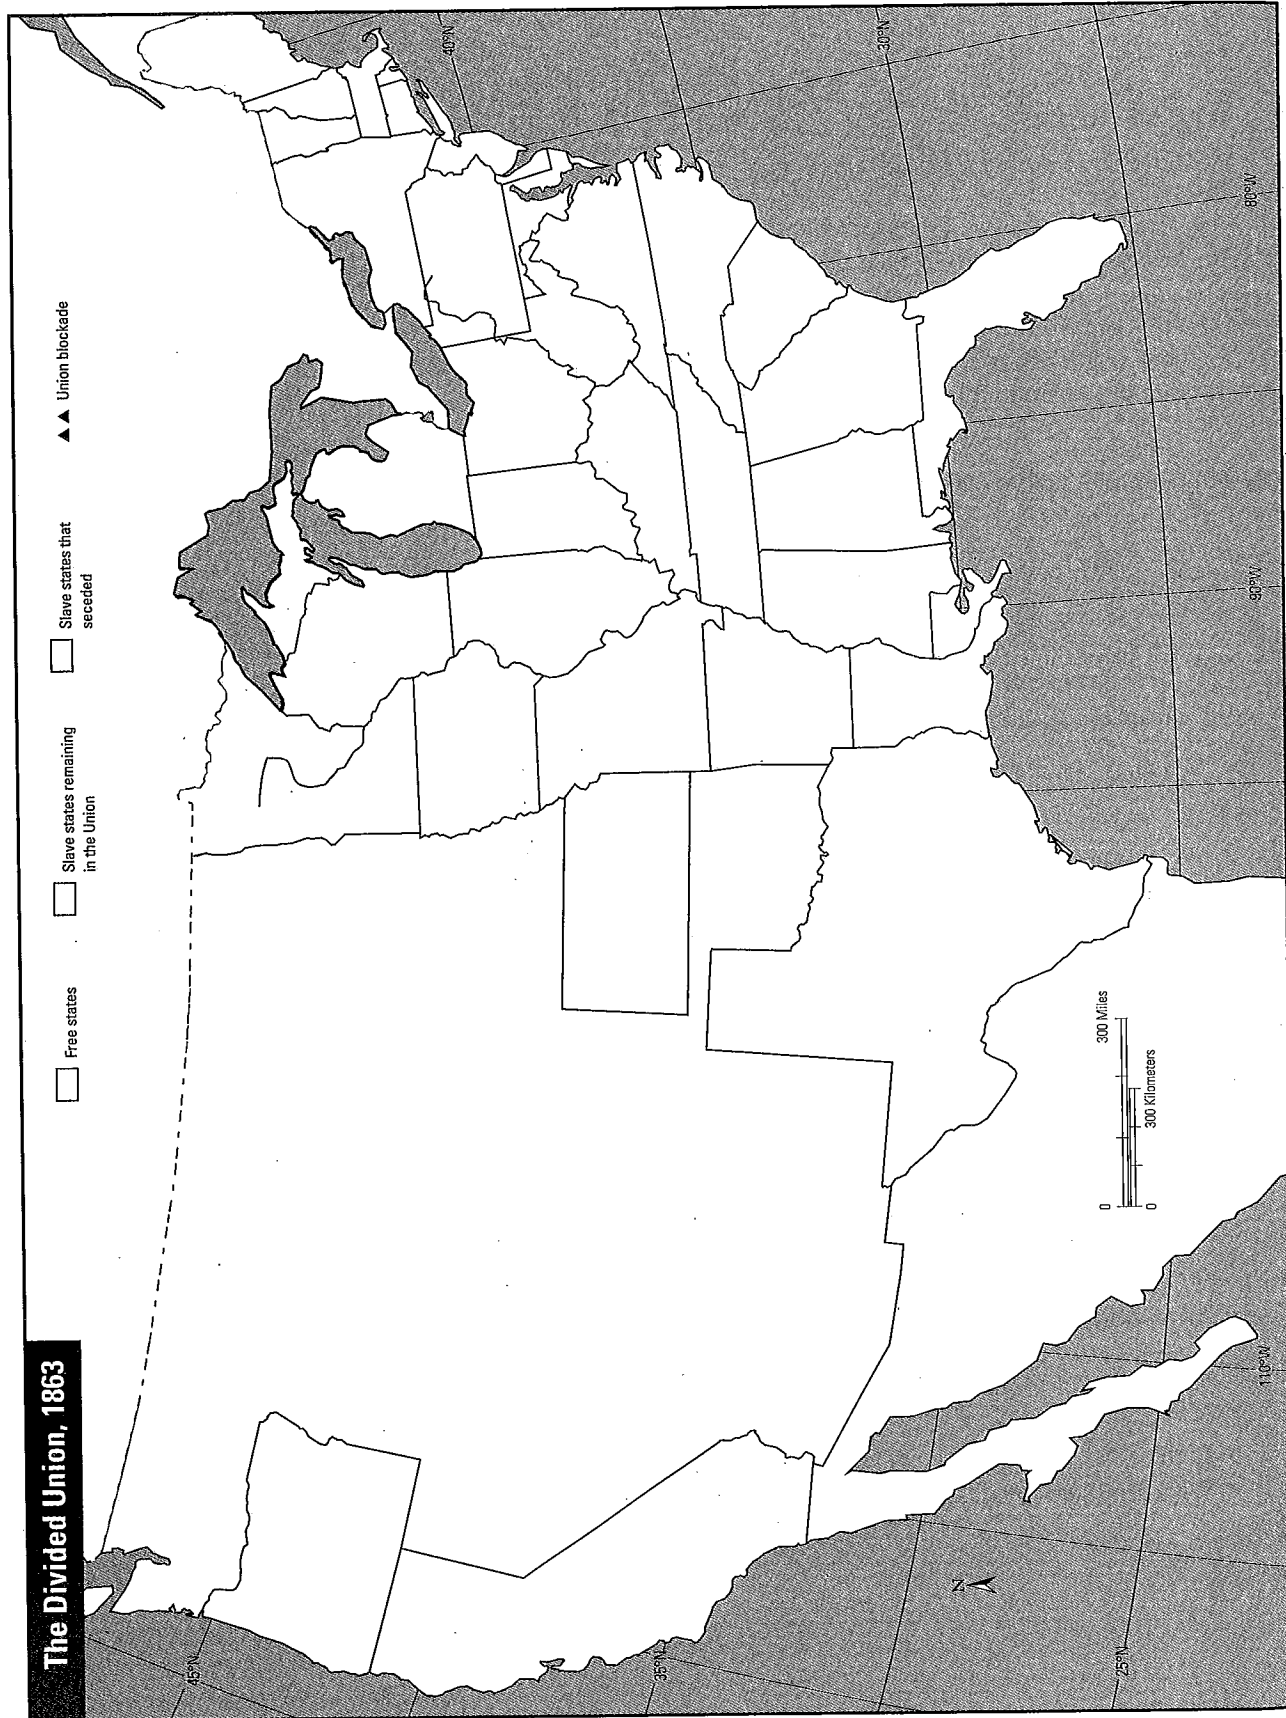 The Divided Union, 1863
Free states
Slave states remaining
in the Union
Slave states that
seceded
▲▲ Union blockade
45°N
40°N
35°N
30°N
25°N
110°W
90°W
80°W
N
0 300 Miles
0 300 Kilometers